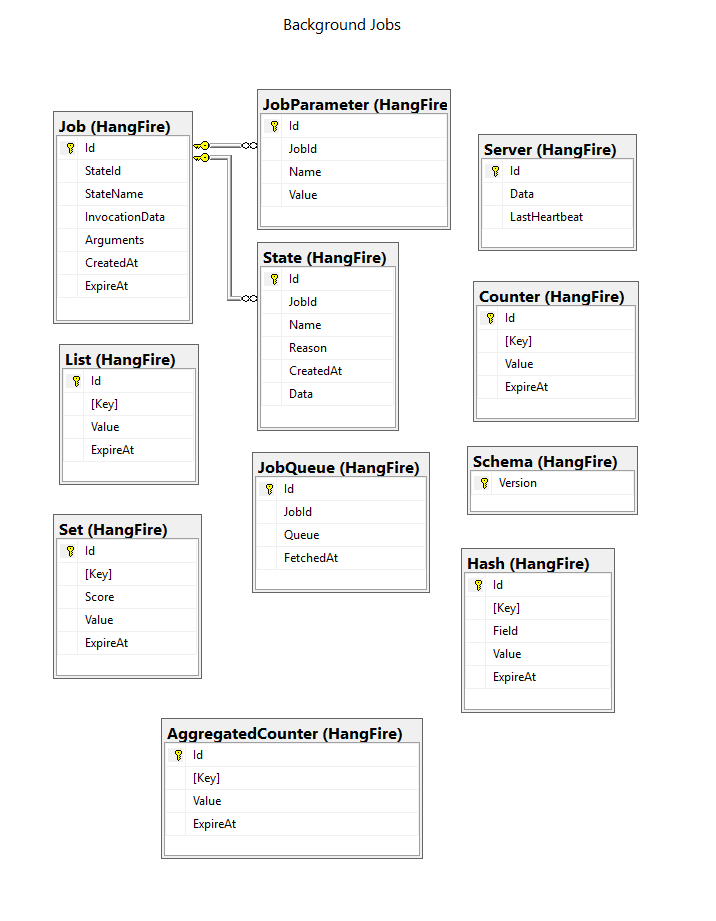 Background Jobs
Job (HangFire)
Id
StateId
StateName
InvocationData
Arguments
CreatedAt
ExpireAt
JobParameter (HangFire
Id
JobId
Name
Value
Server (HangFire)
Id
Data
LastHeartbeat
State (HangFire)
Id
JobId
Name
Reason
CreatedAt
Data
Counter (HangFire)
Id
[Key]
Value
ExpireAt
List (HangFire)
Id
[Key]
Value
ExpireAt
JobQueue (HangFire)
Id
JobId
Queue
FetchedAt
Schema (HangFire)
Version
Set (HangFire)
Id
[Key]
Score
Value
ExpireAt
Hash (HangFire)
Id
[Key]
Field
Value
ExpireAt
AggregatedCounter (HangFire)
Id
[Key]
Value
ExpireAt